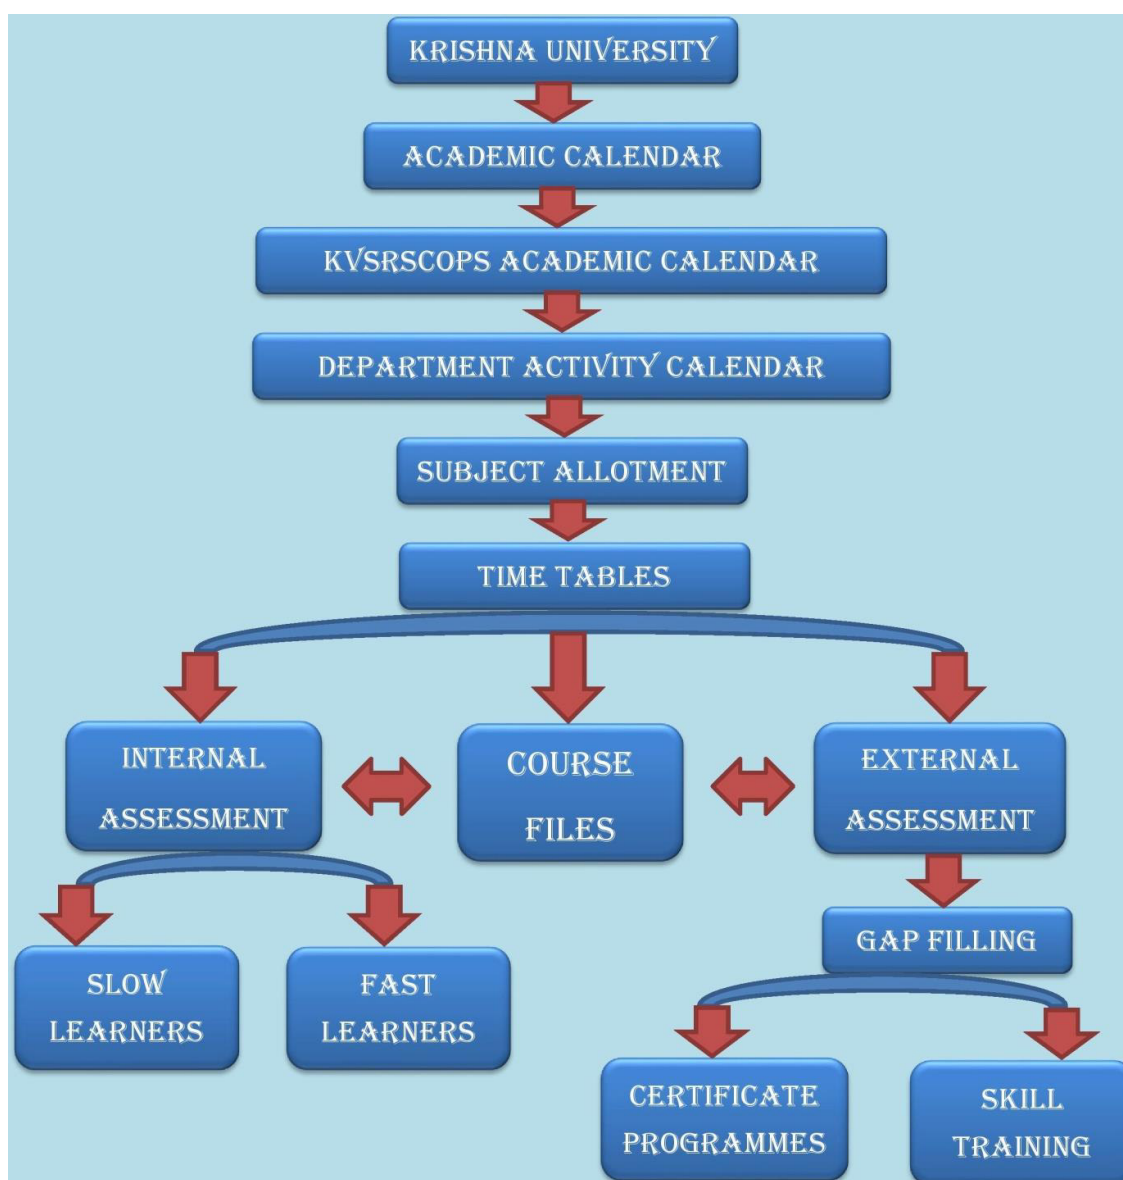 KRISHNA UNIVERSITY
ACADEMIC CALENDAR
KVSRSCOPS ACADEMIC CALENDAR
DEPARTMENT ACTIVITY CALENDAR
SUBJECT ALLOTMENT
TIME TABLES
INTERNAL
ASSESSMENT
COURSE
FILES
EXTERNAL
ASSESSMENT
SLOW
LEARNERS
FAST
LEARNERS
GAP FILLING
CERTIFICATE
PROGRAMMES
SKILL
TRAINING